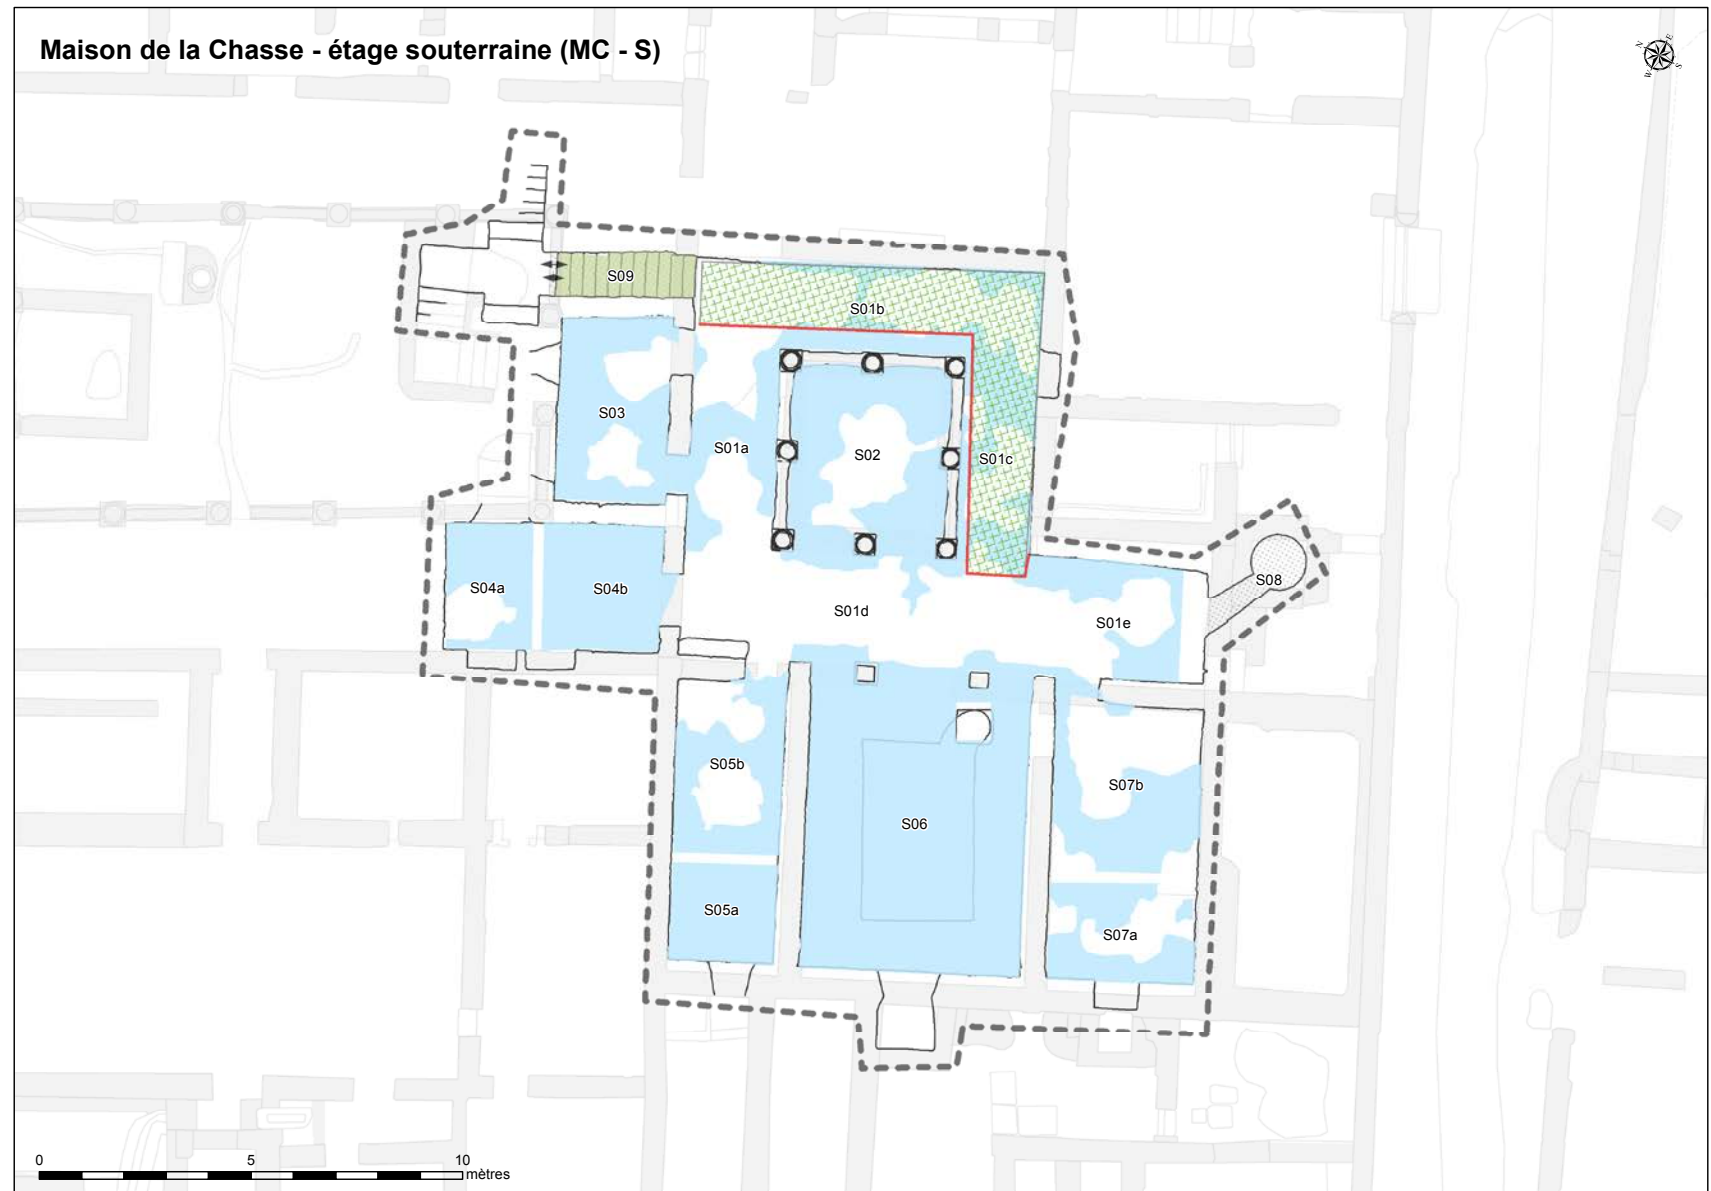 Maison de la Chasse - étage souterraine (MC - S)
N E
W S
S09
S01b
S03
S01a
S02
S01c
S04a
S04b
S01d
S01e
S08
S05b
S06
S07b
S05a
S07a
0 5 10
mètres